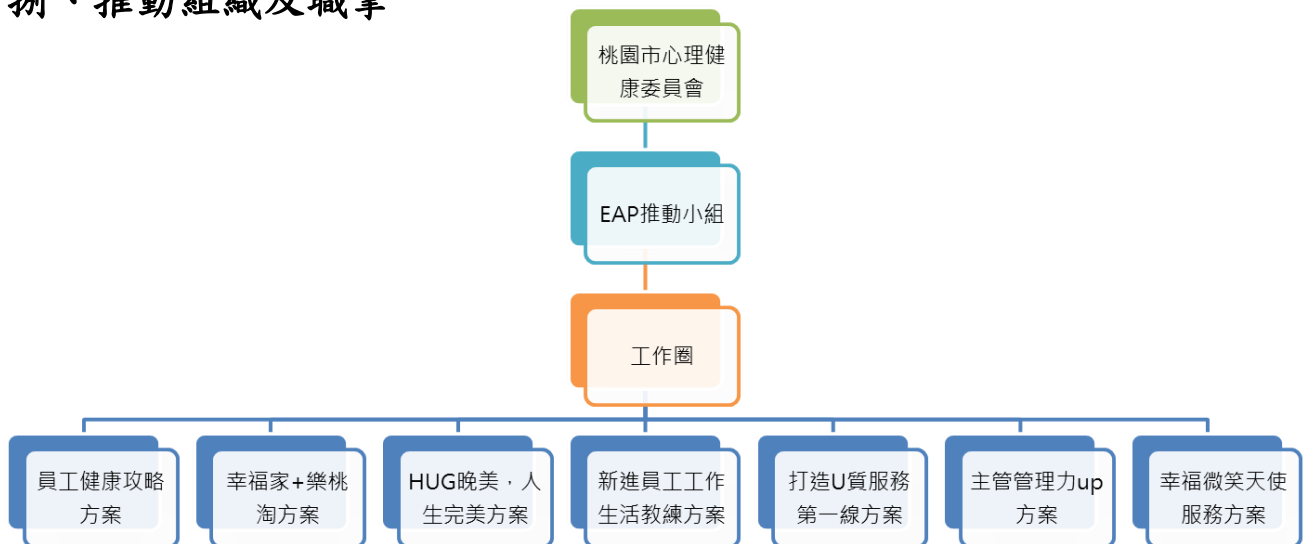 捌、推動組織及職掌
桃園市心理健
康委員會
EAP推動小組
工作圈
員工健康攻略
方案
幸福家+樂桃
淘方案
HUG晚美，人
生完美方案
新進員工工作
生活教練方案
打造U質服務
第一線方案
主管管理力up
方案
幸福微笑天使
服務方案